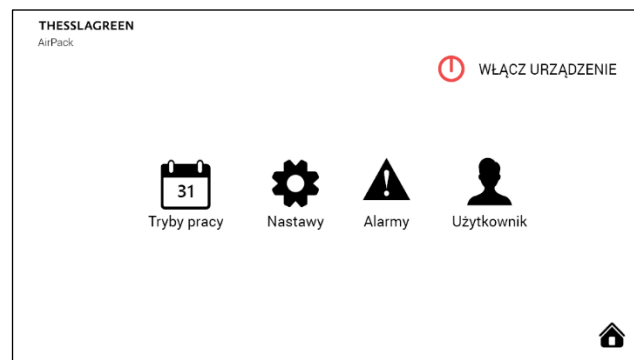 THESSLAGREEN
AirPack
WŁĄCZ URZĄDZENIE
31
Tryby pracy
Nastawy
Alarmy
Użytkownik